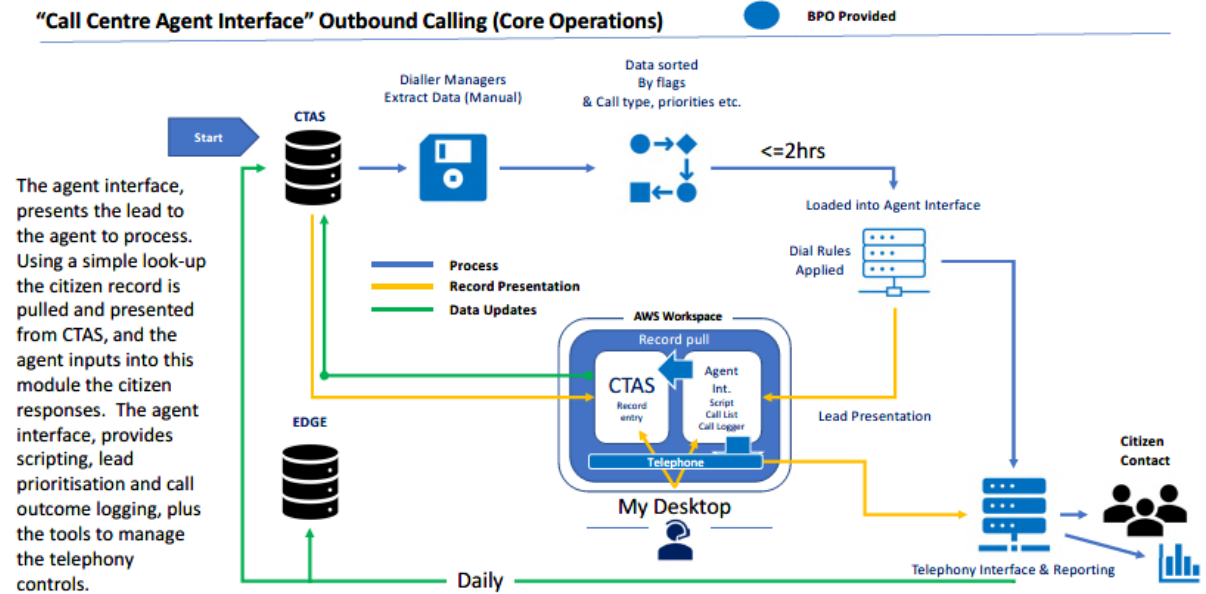 “Call Centre Agent Interface” Outbound Calling (Core Operations)
BPO Provided
Start
CTAS
Dialler Managers
Extract Data (Manual)
Data sorted
By flags
& Call type, priorities etc.
<=2hrs
Loaded into Agent Interface
Dial Rules
Applied
The agent interface,
presents the lead to
the agent to process.
Using a simple look-up
the citizen record is
pulled and presented
from CTAS, and the
agent inputs into this
module the citizen
responses.  The agent
interface, provides
scripting, lead
prioritisation and call
outcome logging, plus
the tools to manage
the telephony
controls.
Process
Record Presentation
Data Updates
AWS Workspace
Record pull
CTAS
Record
entry
Agent
Int.
Script
Call List
Call Logger
Telephone
My Desktop
Lead Presentation
EDGE
Citizen
Contact
Telephony Interface & Reporting
Daily